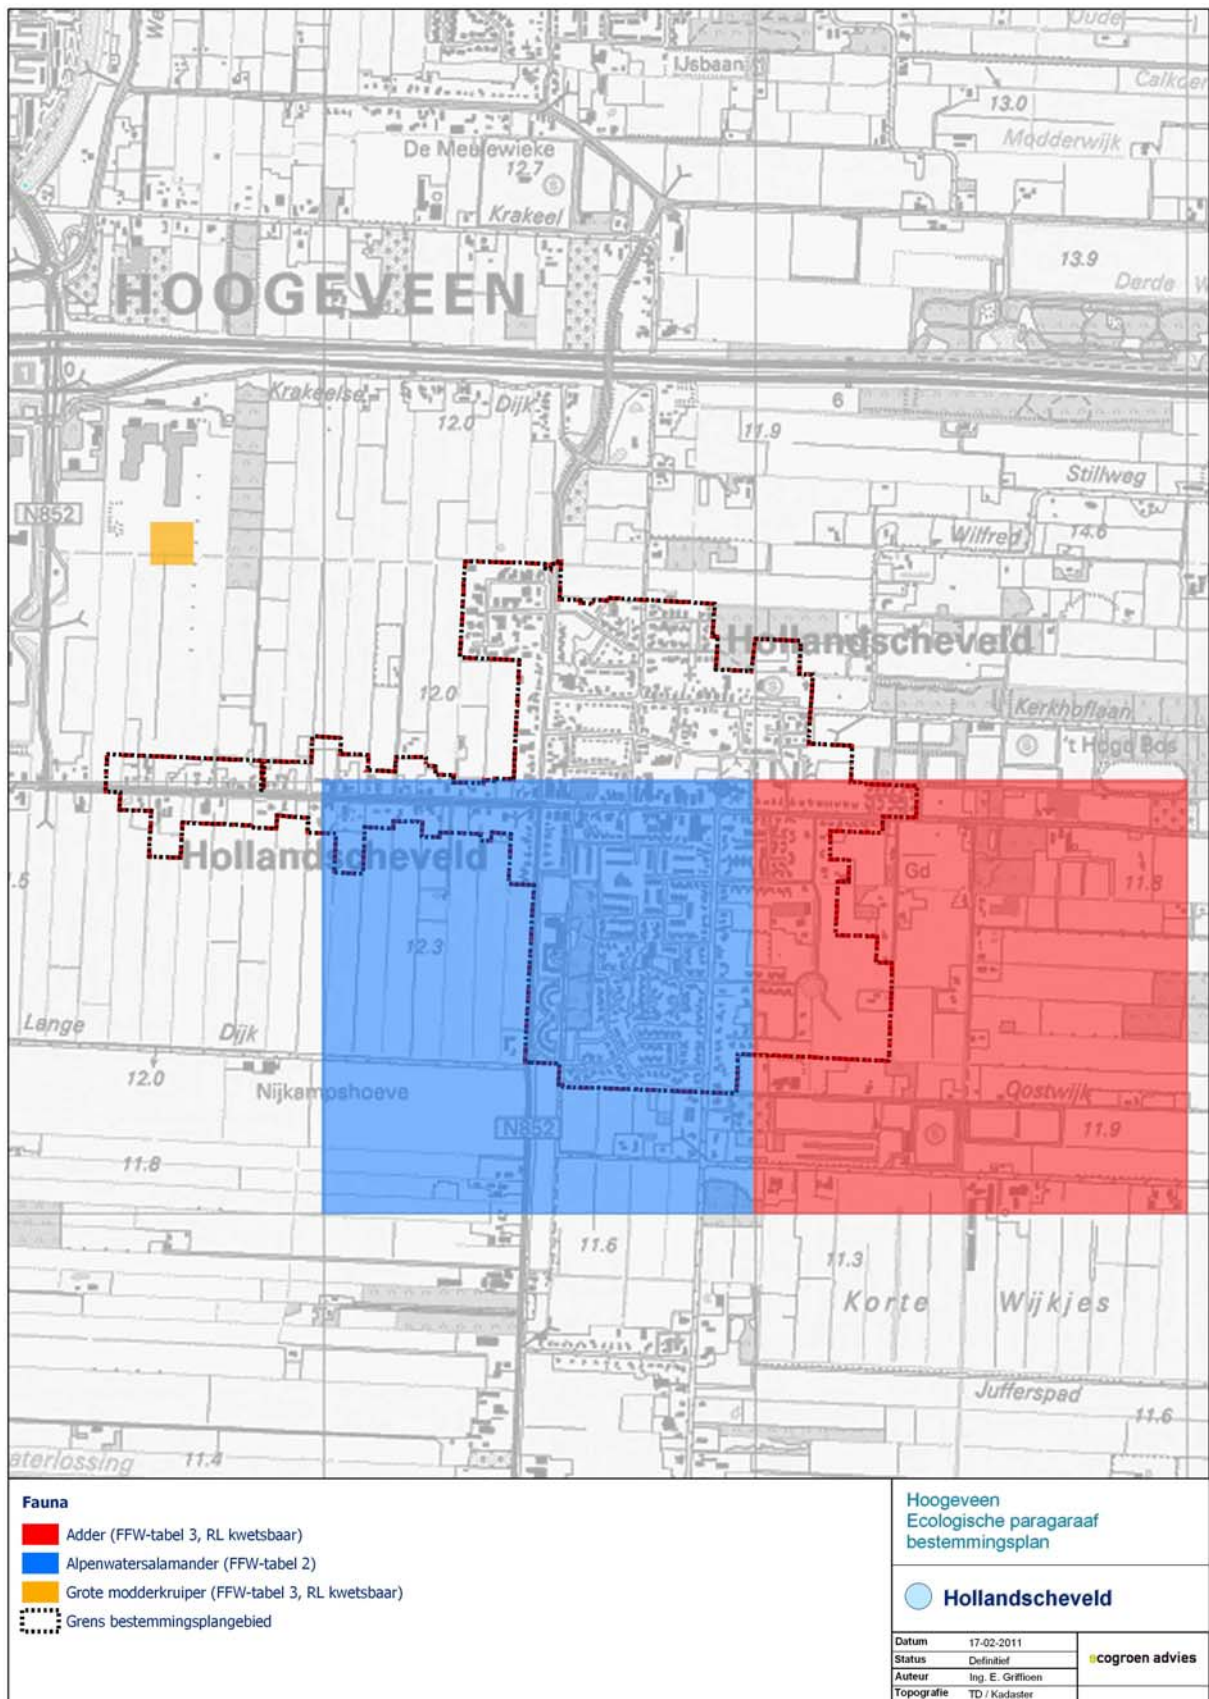 Oude
IJsbaan
Calkoen
13.0
Modderwijk
De Meulewieke
12.7
Krakeel
13.9
HOOGEVEEN
Derde W
Krakeelse
Dijk
12.0
6
11.9
Stillweg
N852
Wilfred
14.6
Hollandscheveld
12.0
Kerkhoflaan
't Hoge Bos
Hollandscheveld
Gd
11.8
12.3
Lange
Dijk
12.0
Nijkampshoeve
Oostwijk
N852
11.9
11.8
11.6
11.3
Korte
Wijkjes
Jufferspad
11.6
aterlossing
11.4
Fauna
Adder (FFW-tabel 3, RL kwetsbaar)
Alpenwatersalamander (FFW-tabel 2)
Grote modderkruiper (FFW-tabel 3, RL kwetsbaar)
Grens bestemmingsplangebied
Hoogeveen
Ecologische paragaraaf
bestemmingsplan
Hollandscheveld
Datum 17-02-2011
Status Definitief
Auteur Ing. E. Griffioen
Topografie TD / Kadaster
ecogroen advies